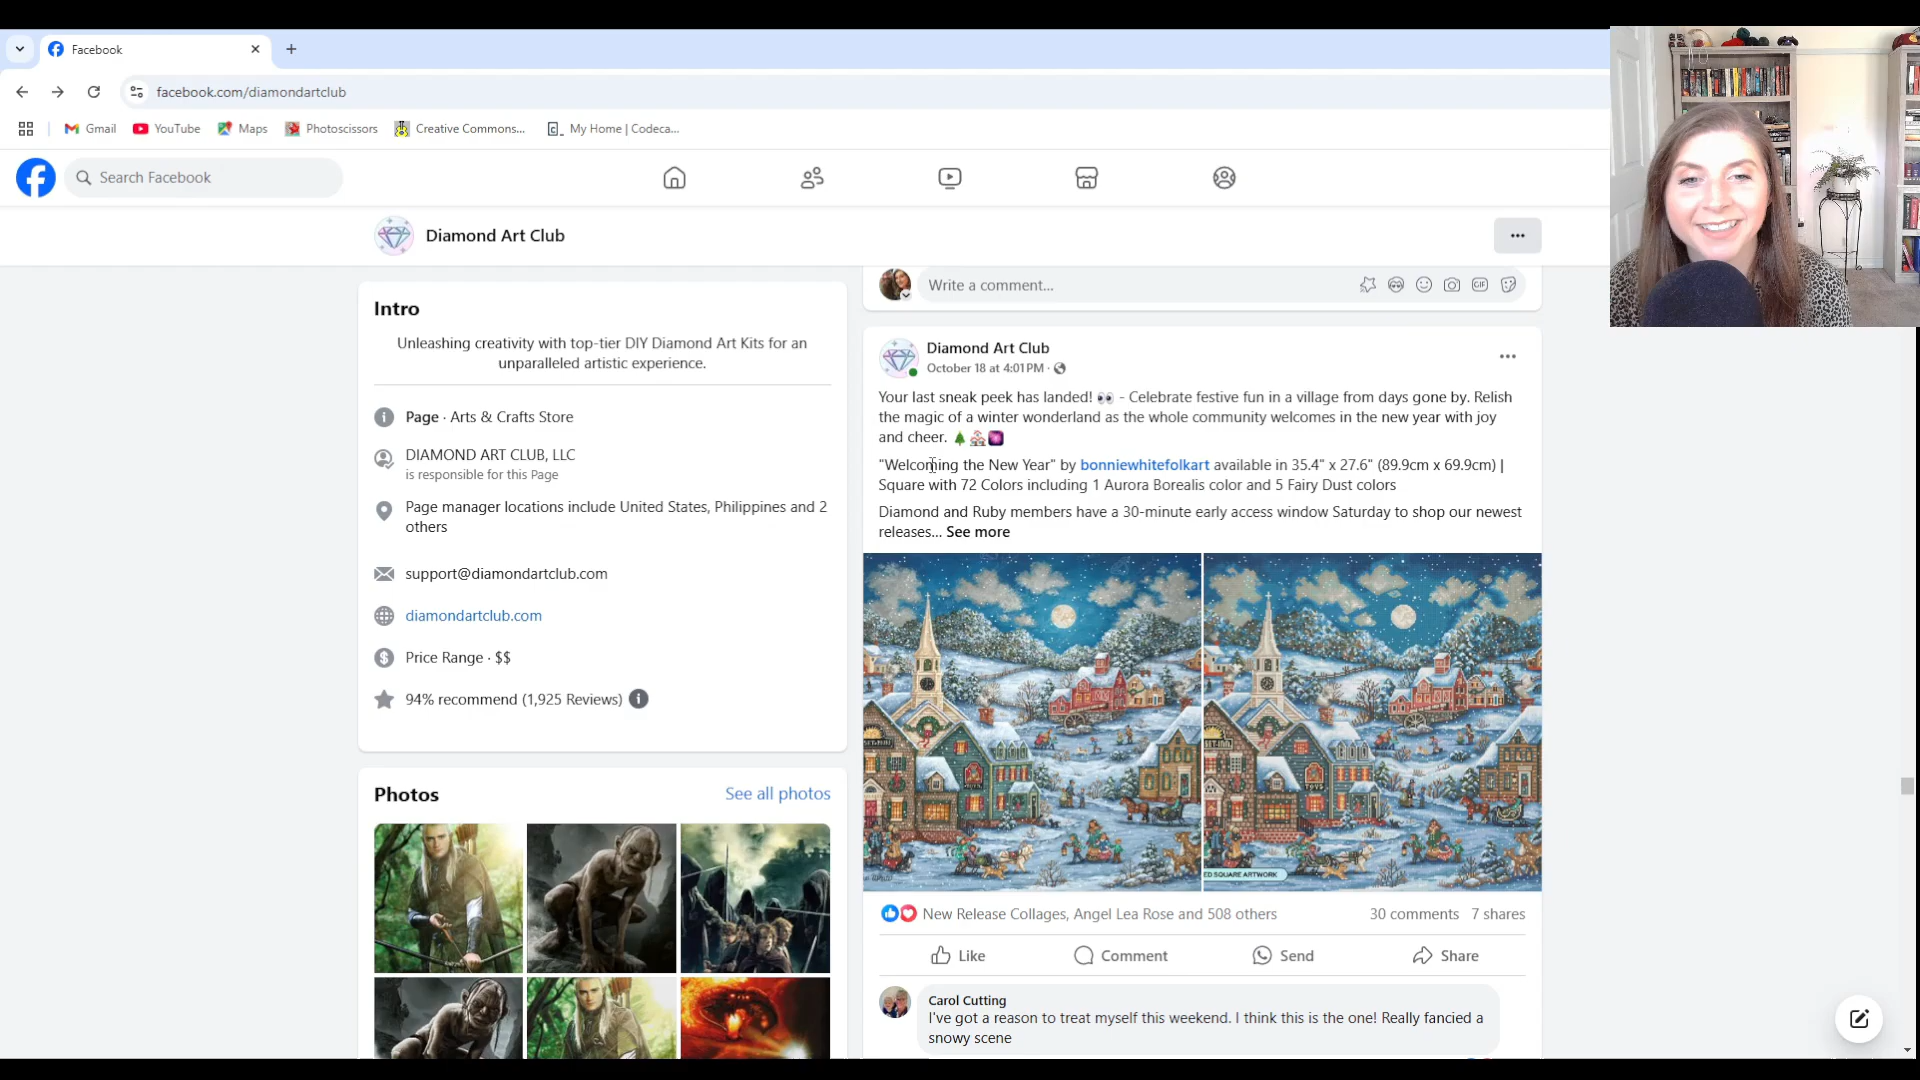 Facebook
facebook.com/diamondartclub
Gmail
YouTube
Maps
Photoscissors
Creative Commons...
My Home | Codeca...
Search Facebook
Diamond Art Club
Intro
Unleashing creativity with top-tier DIY Diamond Art Kits for an
unparalleled artistic experience.
Page · Arts & Crafts Store
DIAMOND ART CLUB, LLC
is responsible for this Page
Page manager locations include United States, Philippines and 2
others
support@diamondartclub.com
diamondartclub.com
Price Range · $$
94% recommend (1,925 Reviews)
Photos
See all photos
Write a comment...
GIF
Diamond Art Club
October 18 at 4:01 PM ·
Your last sneak peek has landed! 👀 - Celebrate festive fun in a village from days gone by. Relish
the magic of a winter wonderland as the whole community welcomes in the new year with joy
and cheer.
"Welcoming the New Year" by bonniewhitefolkart available in 35.4" x 27.6" (89.9cm x 69.9cm) |
Square with 72 Colors including 1 Aurora Borealis color and 5 Fairy Dust colors
Diamond and Ruby members have a 30-minute early access window Saturday to shop our newest
releases... See more
TOYS
ED SQUARE ARTWORK
New Release Collages, Angel Lea Rose and 508 others
30 comments
7 shares
Like
Comment
Send
Share
Carol Cutting
I've got a reason to treat myself this weekend. I think this is the one! Really fancied a
snowy scene